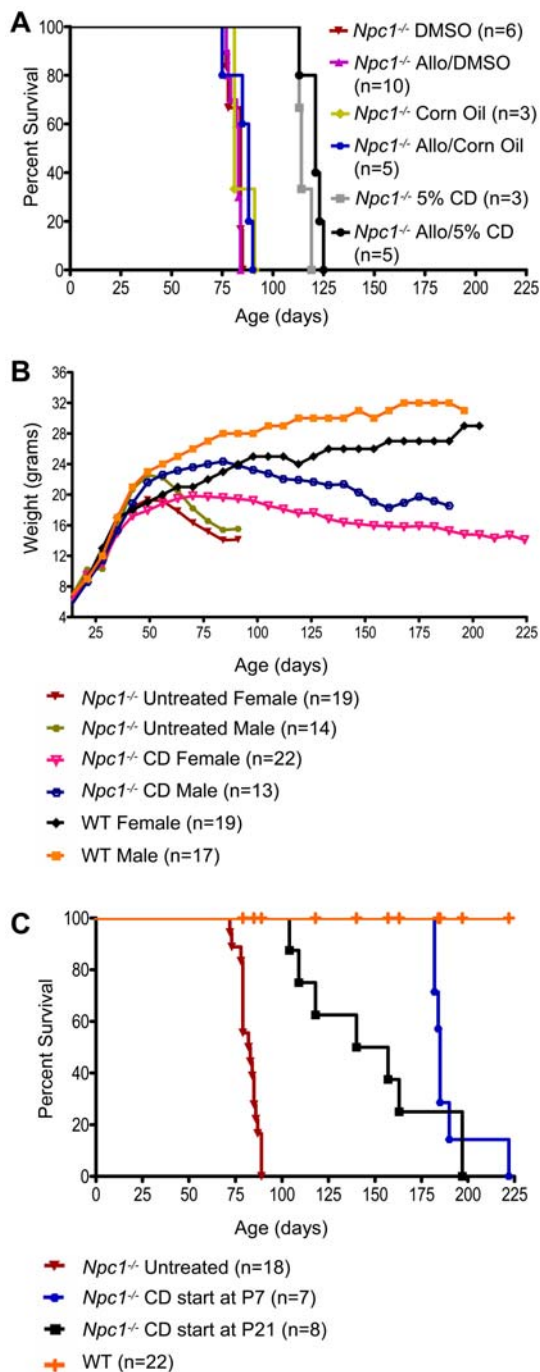 A
Percent Survival
100
80
60
40
20
0
0 25 50 75 100 125 150 175 200 225
Age (days)
Npc1-/- DMSO (n=6)
Npc1-/- Allo/DMSO
(n=10)
Npc1-/- Corn Oil (n=3)
Npc1-/- Allo/Corn Oil
(n=5)
Npc1-/- 5% CD (n=3)
Npc1-/- Allo/5% CD
(n=5)
B
Weight (grams)
36
32
28
24
20
16
12
8
4
25 50 75 100 125 150 175 200 225
Age (days)
Npc1-/- Untreated Female (n=19)
Npc1-/- Untreated Male (n=14)
Npc1-/- CD Female (n=22)
Npc1-/- CD Male (n=13)
WT Female (n=19)
WT Male (n=17)
C
Percent Survival
100
80
60
40
20
0
0 25 50 75 100 125 150 175 200 225
Age (days)
Npc1-/- Untreated (n=18)
Npc1-/- CD start at P7 (n=7)
Npc1-/- CD start at P21 (n=8)
WT (n=22)